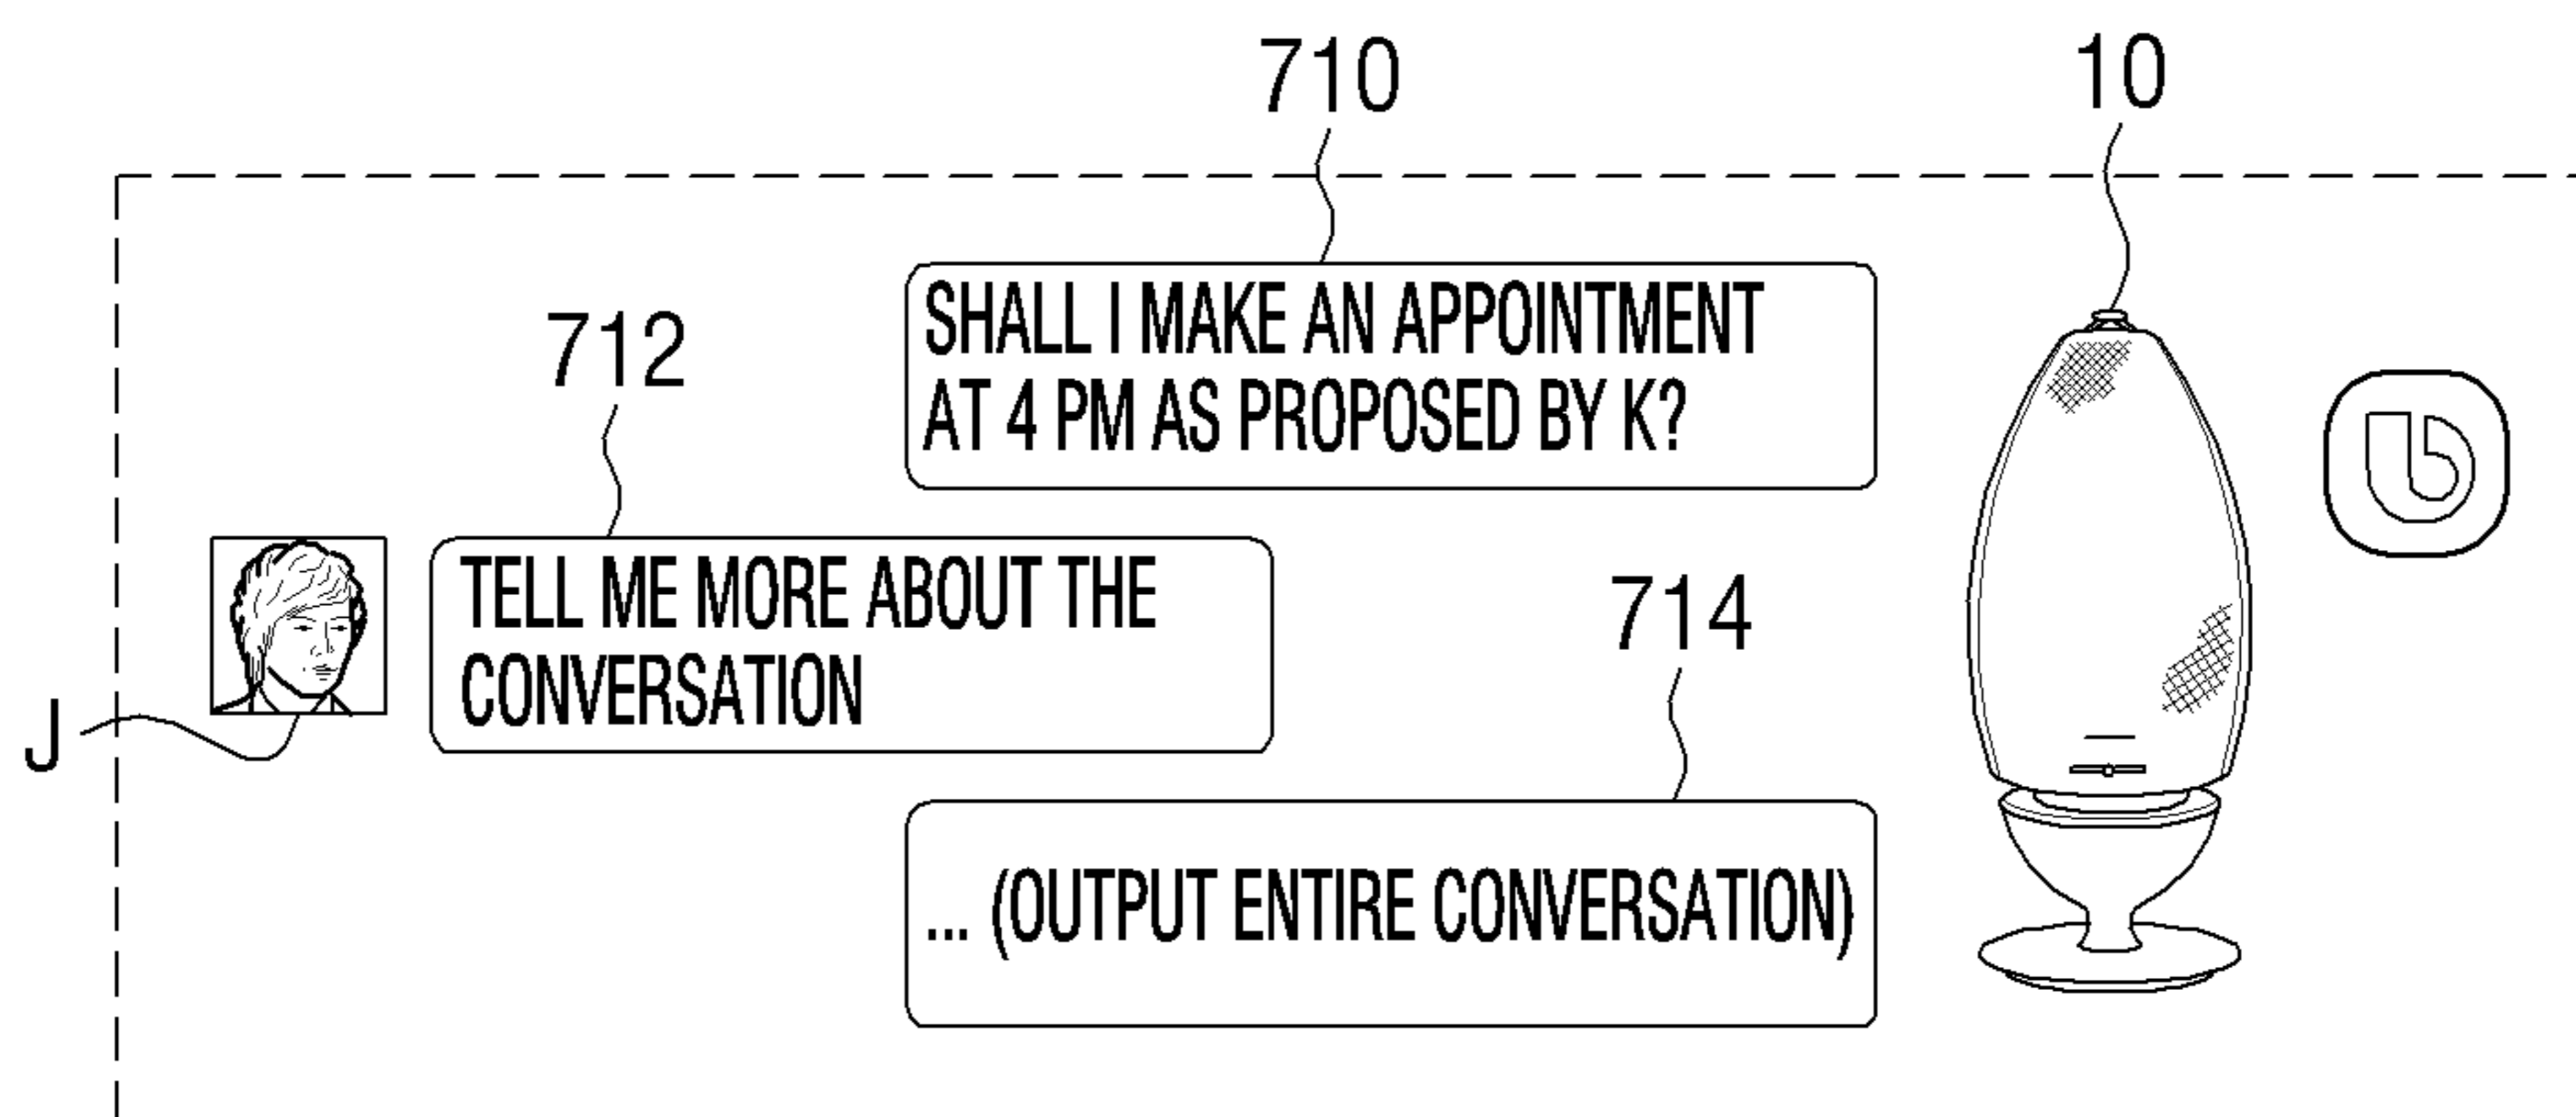 710
10
SHALL I MAKE AN APPOINTMENT
AT 4 PM AS PROPOSED BY K?
712
TELL ME MORE ABOUT THE
CONVERSATION
J
714
... (OUTPUT ENTIRE CONVERSATION)
b